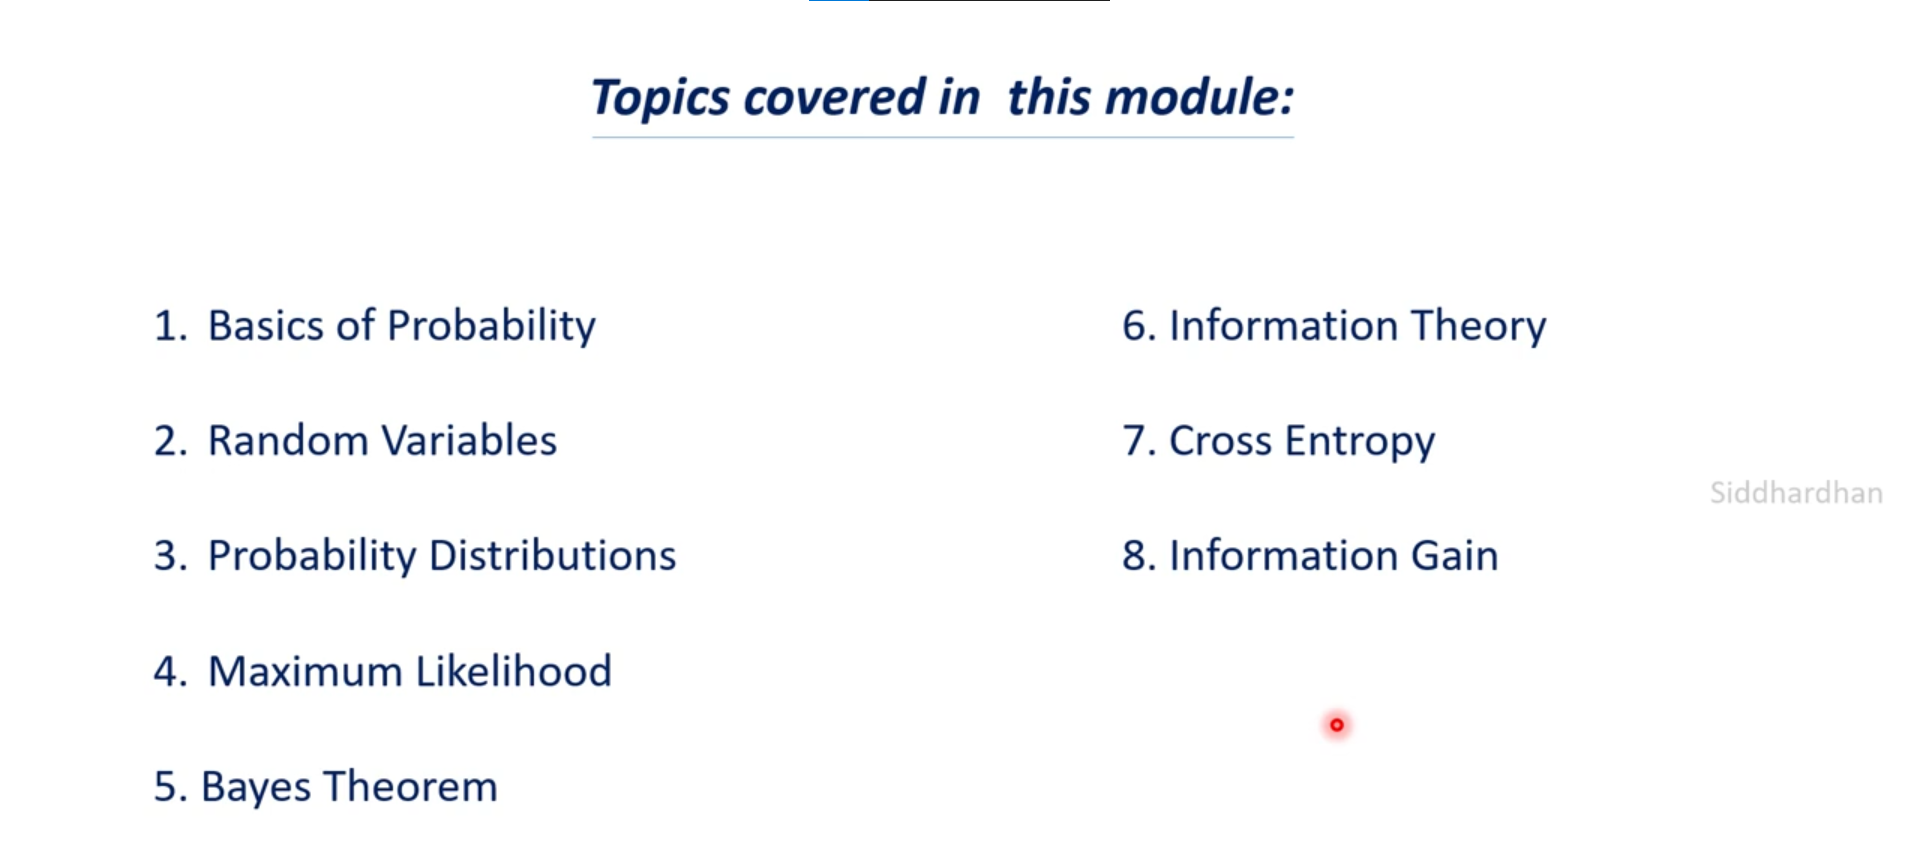 Topics covered in this module:
1. Basics of Probability
2. Random Variables
3. Probability Distributions
4. Maximum Likelihood
5. Bayes Theorem
6. Information Theory
7. Cross Entropy
8. Information Gain
Siddhardhan